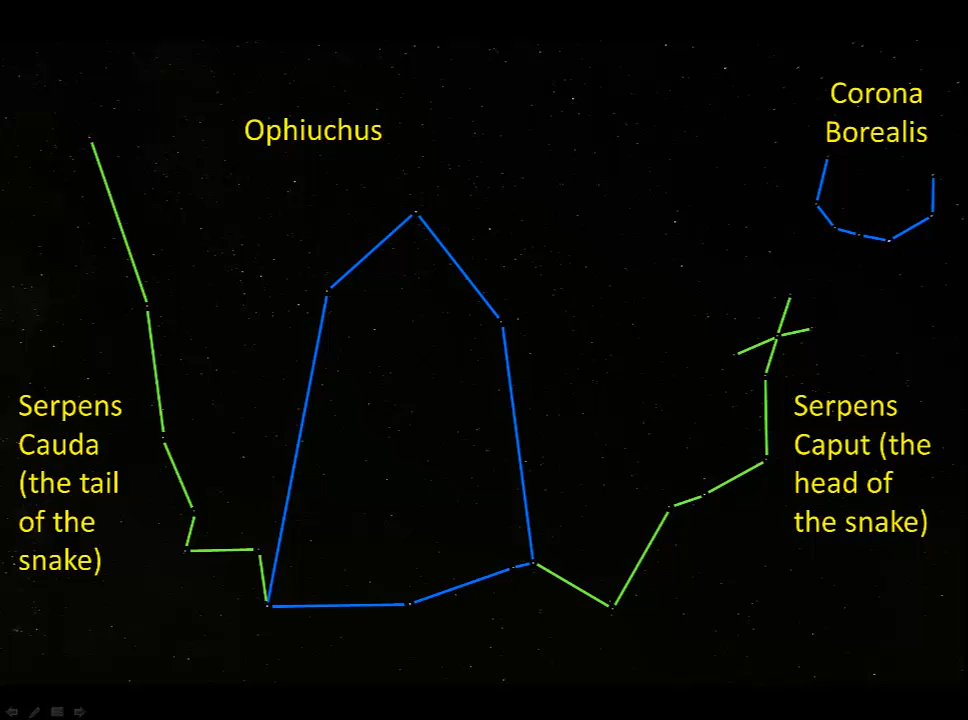 Ophiuchus
Corona
Borealis
Serpens
Cauda
(the tail
of the
snake)
Serpens
Caput (the
head of
the snake)